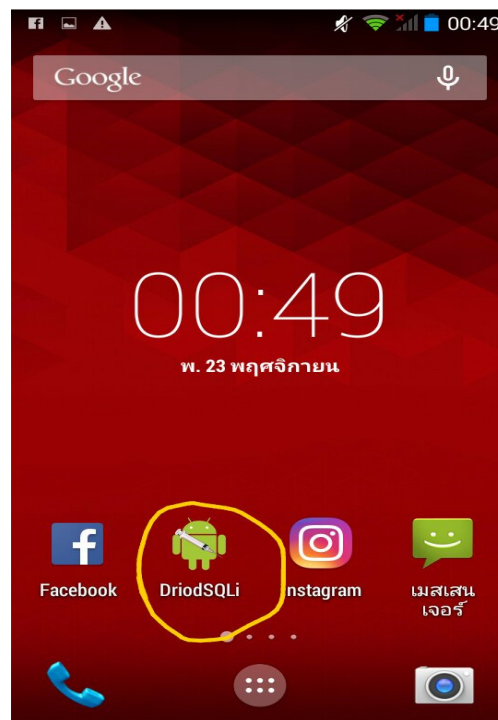 00:49
Google
00:49
พ. 23 พฤศจิกายน
Facebook
DriodSQLi
nstagram
เมสเสน
เจอร์